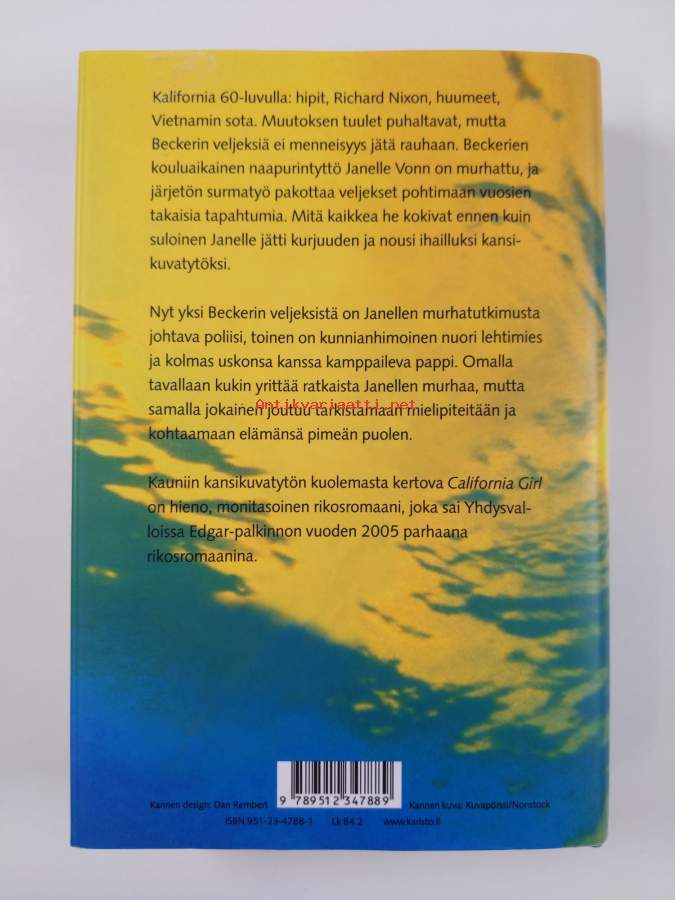 Kalifornia 60-luvulla: hipit, Richard Nixon, huumeet,
Vietnamin sota. Muutoksen tuulet puhaltavat, mutta
Beckerin veljeksiä ei menneisyys jätä rauhaan. Beckerien
kouluaikainen naapurintyttö Janelle Vonn on murhattu, ja
järjetön surmatyö pakottaa veljekset pohtimaan vuosien
takaisia tapahtumia. Mitä kaikkea he kokivat ennen kuin
suloinen Janelle jätti kurjuuden ja nousi ihailluksi kansi-
kuvatytöksi.
Nyt yksi Beckerin veljeksistä on Janellen murhatutkimusta
johtava poliisi, toinen on kunnianhimoinen nuori lehtimies
ja kolmas uskonsa kanssa kamppaileva pappi. Omalla
tavallaan kukin yrittää ratkaista Janellen murhaa, mutta
samalla jokainen joutuu tarkistamaan mielipiteitään ja
Antikvariaatti.net
kohtaamaan elämänsä pimeän puolen.
Kauniin kansikuvatytön kuolemasta kertova California Girl
on hieno, monitasoinen rikosromaani, joka sai Yhdysval-
loissa Edgar-palkinnon vuoden 2005 parhaana
rikosromaanina.
9 789512 347889
Kannen design: Dan Rembert Kannen kuva: Kuvapörssi/Nonstock
ISBN 951-23-4788-1 Lk 84.2 www.karisto.fi